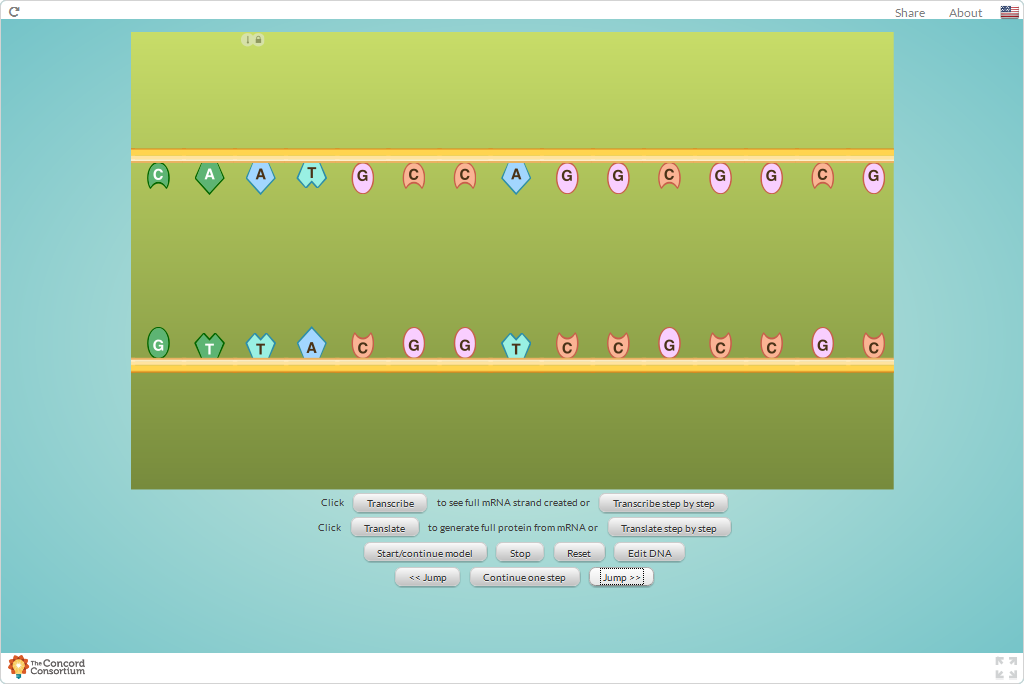 Share About
C A A T G C C A G G C G G C G
G T T A C G G T C C G C C G C
Click Transcribe to see full mRNA strand created or Transcribe step by step
Click Translate to generate full protein from mRNA or Translate step by step
Start/continue model Stop Reset Edit DNA
<< Jump Continue one step Jump >>
The Concord
Consortium